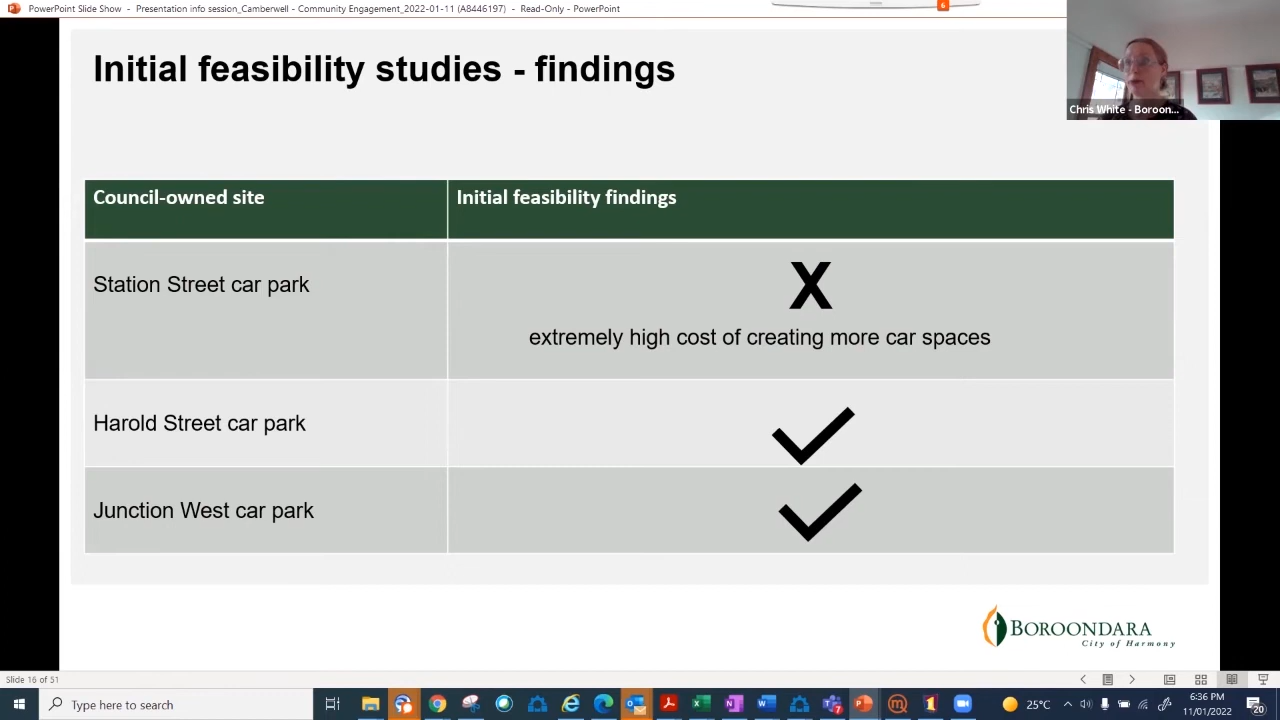 PowerPoint Slide Show - Presentation info session_Camberwell - Community Engagement_2022-01-11 (A8446197) - Read-Only - PowerPoint
6
Initial feasibility studies - findings
Chris White - Boroon...
Council-owned site
Initial feasibility findings
Station Street car park
X
extremely high cost of creating more car spaces
Harold Street car park
Junction West car park
BOROONDARA
City of Harmony
Slide 16 of 51
Type here to search
25°C
6:36 PM
11/01/2022
20